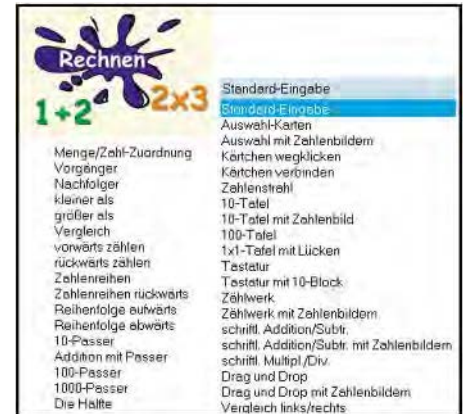 Rechnen
1+2
2x3
Menge/Zahl-Zuordnung
Vorgänger
Nachfolger
kleiner als
größer als
Vergleich
vorwärts zählen
rückwärts zählen
Zahlenreihen
Zahlenreihen rückwärts
Reihenfolge aufwärts
Reihenfolge abwärts
10-Passer
Addition mit Passer
100-Passer
1000-Passer
Die Hälfte
Standard-Eingabe
Standard-Eingabe
Auswahl-Karten
Auswahl mit Zahlenbildern
Kärtchen wegklicken
Kärtchen verbinden
Zahlenstrahl
10-Tafel
10-Tafel mit Zahlenbild
100-Tafel
1x1-Tafel mit Lücken
Tastatur
Tastatur mit 10-Block
Zählwerk
Zählwerk mit Zahlenbildern
schriftl. Addition/Subtr.
schriftl. Addition/Subtr. mit Zahlenbildern
schriftl. Multipl./Div.
Drag und Drop
Drag und Drop mit Zahlenbildern
Vergleich links/rechts